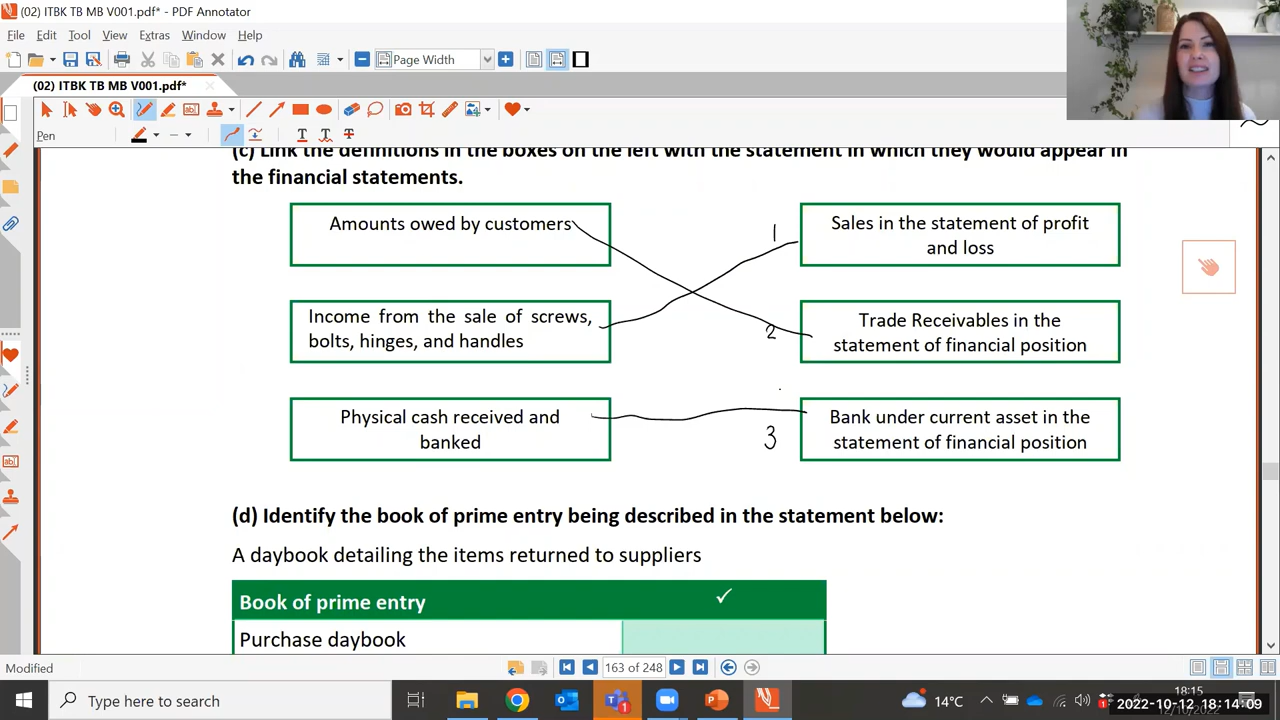 (02) ITBK TB MB V001.pdf* - PDF Annotator
File Edit Tool View Extras Window Help
Page Width
(02) ITBK TB MB V001.pdf*
Pen
(c) Link the definitions in the boxes on the left with the statement in which they would appear in
the financial statements.
Amounts owed by customers
1
Sales in the statement of profit
and loss
Income from the sale of screws,
bolts, hinges, and handles
2
Trade Receivables in the
statement of financial position
Physical cash received and
banked
3
Bank under current asset in the
statement of financial position
(d) Identify the book of prime entry being described in the statement below:
A daybook detailing the items returned to suppliers
Book of prime entry ✓
Purchase daybook
Modified
163 of 248
Type here to search
14°C
18:15
2022-10-12 18:14:09